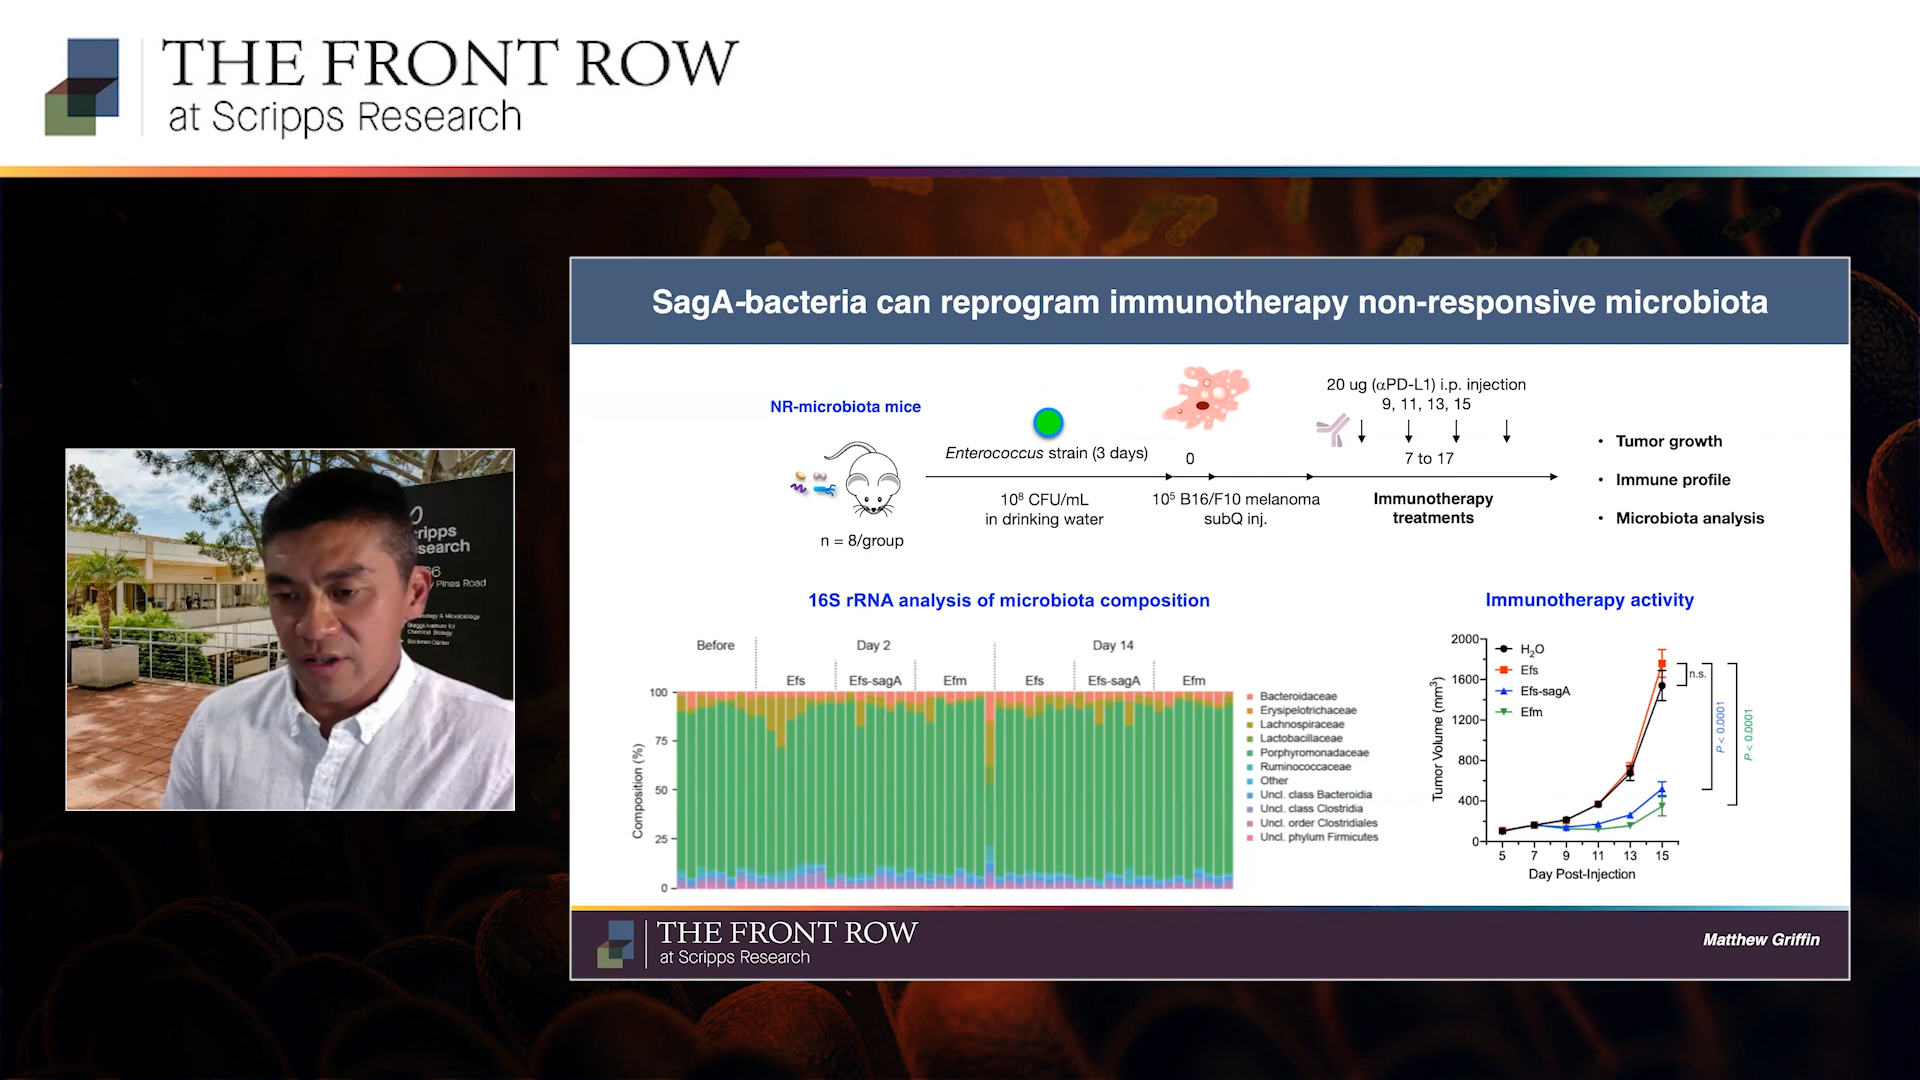 THE FRONT ROW
at Scripps Research
SagA-bacteria can reprogram immunotherapy non-responsive microbiota
NR-microbiota mice
n = 8/group
Enterococcus strain (3 days)
10⁸ CFU/mL
in drinking water
0
10⁵ B16/F10 melanoma
subQ inj.
20 ug (αPD-L1) i.p. injection
9, 11, 13, 15
7 to 17
Immunotherapy
treatments
• Tumor growth
• Immune profile
• Microbiota analysis
16S rRNA analysis of microbiota composition
Before
Day 2
Day 14
Efs
Efs-sagA
Efm
Efs
Efs-sagA
Efm
Composition (%)
100
75
50
25
0
Bacteroidaceae
Erysipelotrichaceae
Lachnospiraceae
Lactobacillaceae
Porphyromonadaceae
Ruminococcaceae
Other
Uncl. class Bacteroidia
Uncl. class Clostridia
Uncl. order Clostridiales
Uncl. phylum Firmicutes
Immunotherapy activity
Tumor Volume (mm³)
2000
1600
1200
800
400
0
H₂O
Efs
Efs-sagA
Efm
n.s.
P < 0.0001
P < 0.0001
5 7 9 11 13 15
Day Post-Injection
THE FRONT ROW
at Scripps Research
Matthew Griffin
cripps
search
Pines Road
Chemical Biology